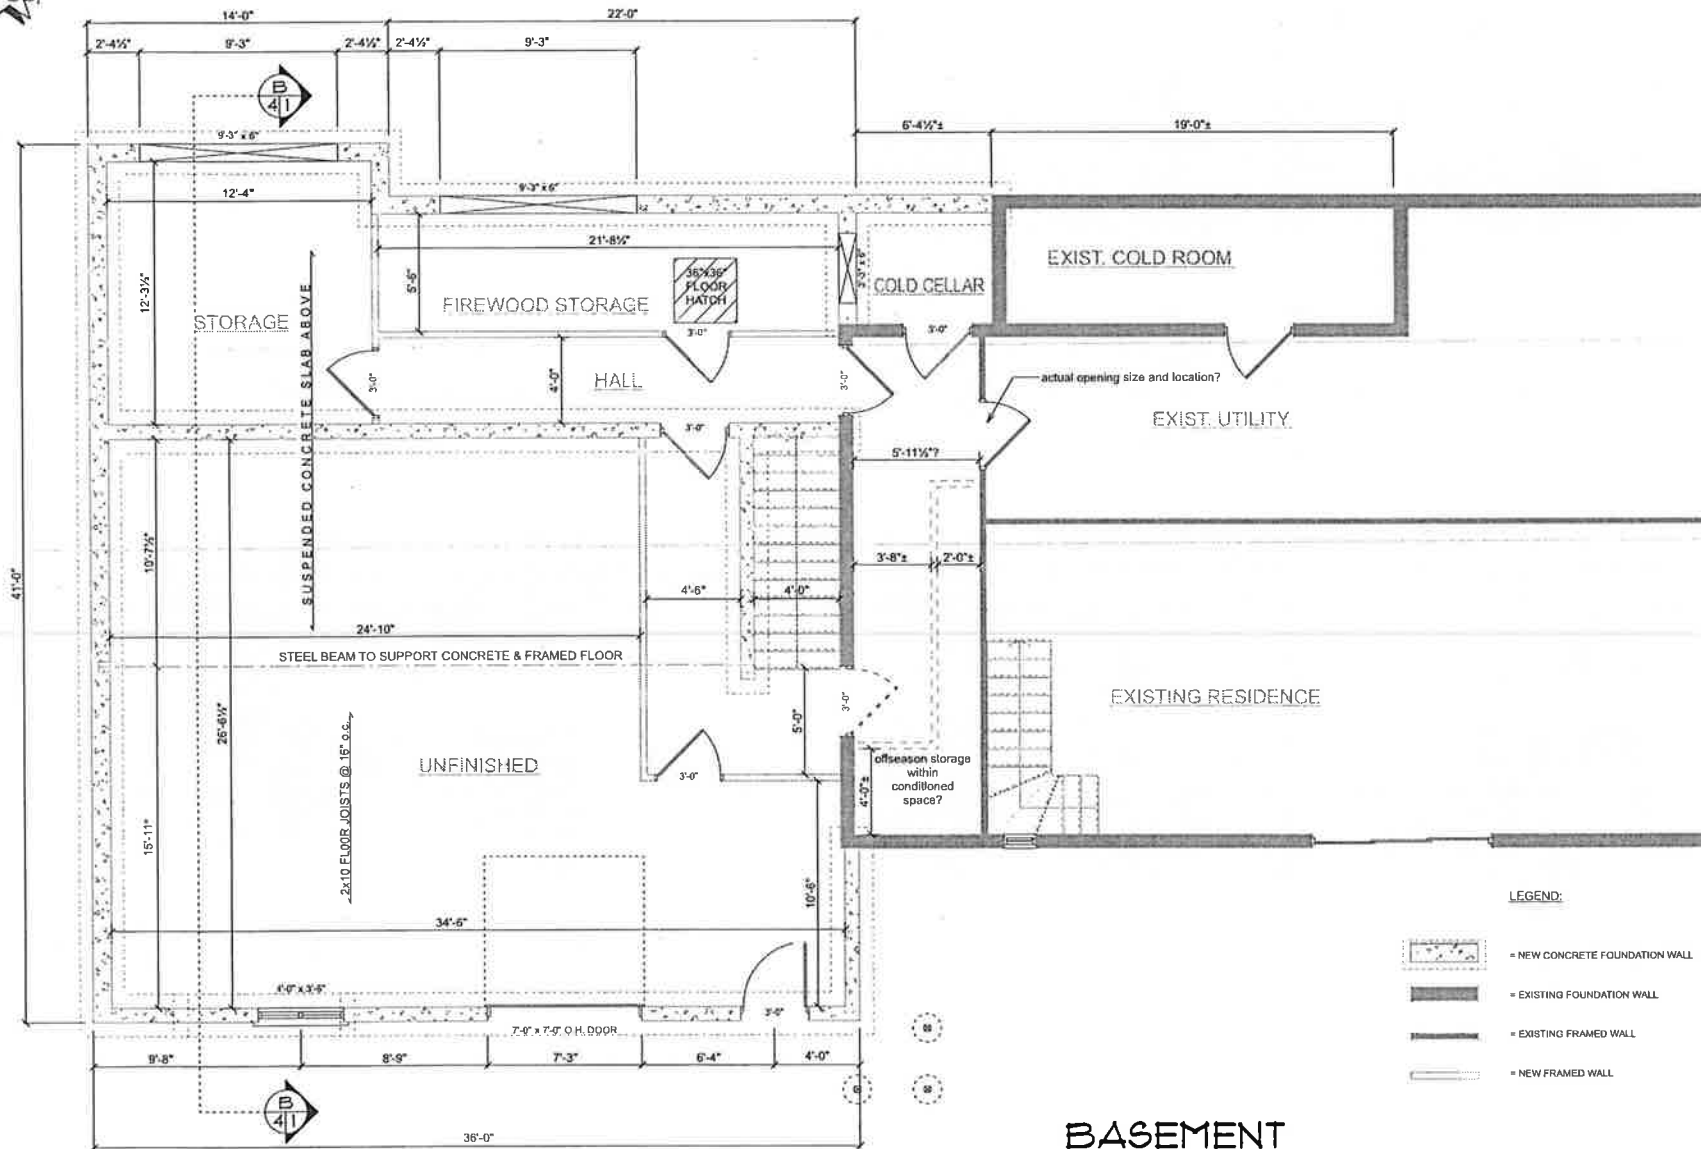 14'-0"
22'-0"
2'-4½"
9'-3"
2'-4½"
2'-4½"
9'-3"
B
4 1
6'-4½"±
19'-0"±
9'-3" x 6"
9'-3" x 6"
12'-4"
21'-8½"
36"x36"
FLOOR
HATCH
3'-3" x 6"
EXIST. COLD ROOM
COLD CELLAR
5'-6"
FIREWOOD STORAGE
12'-3½"
STORAGE
3'-0"
3'-0"
HALL
4'-0"
3'-0"
3'-0"
actual opening size and location?
EXIST. UTILITY
SUSPENDED CONCRETE SLAB ABOVE
3'-0"
5'-11½"?
41'-0"
10'-7½"
3'-8"±
2'-0"±
4'-6"
4'-0"
24'-10"
STEEL BEAM TO SUPPORT CONCRETE & FRAMED FLOOR
26'-6½"
3'-0"
5'-0"
EXISTING RESIDENCE
2x10 FLOOR JOISTS @ 16" o.c.
UNFINISHED
3'-0"
offseason storage
within
conditioned
space?
4'-0"±
15'-11"
10'-6"
34'-6"
4'-0" x 3'-6"
7'-0" x 7'-0" O.H. DOOR
3'-0"
9'-8"
8'-9"
7'-3"
6'-4"
4'-0"
B
4 1
36'-0"
LEGEND:
= NEW CONCRETE FOUNDATION WALL
= EXISTING FOUNDATION WALL
= EXISTING FRAMED WALL
= NEW FRAMED WALL
BASEMENT